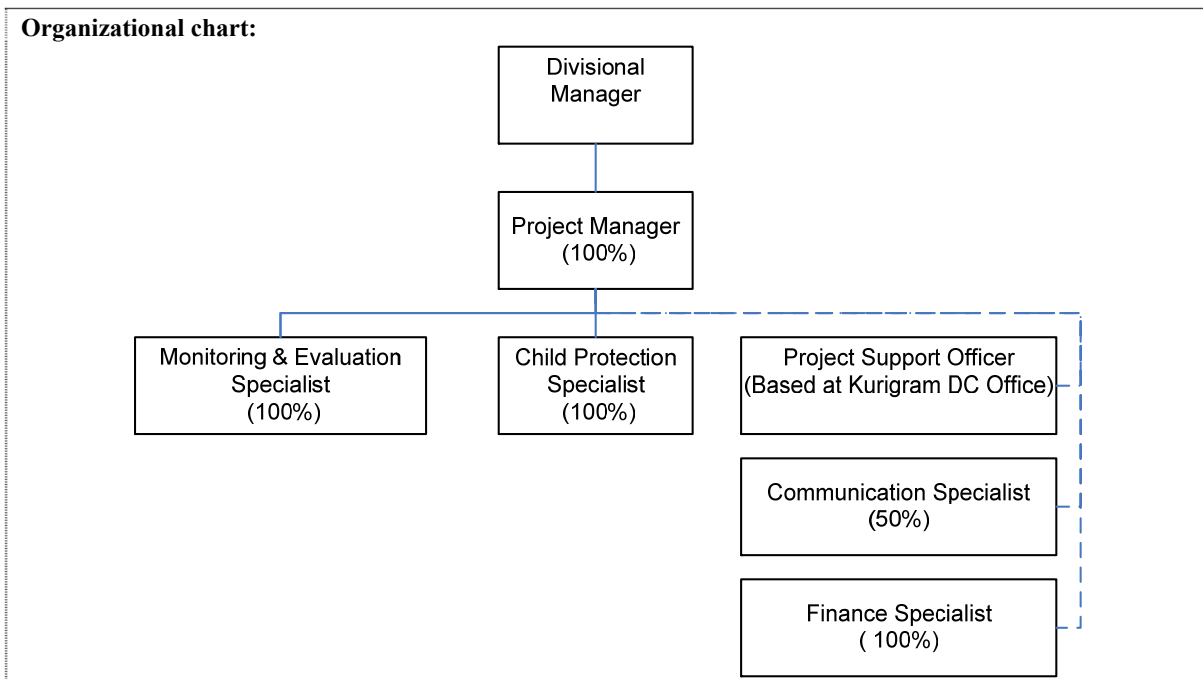 Organizational chart:
Divisional
Manager
Project Manager
(100%)
Monitoring & Evaluation
Specialist
(100%)
Child Protection
Specialist
(100%)
Project Support Officer
(Based at Kurigram DC Office)
Communication Specialist
(50%)
Finance Specialist
( 100%)